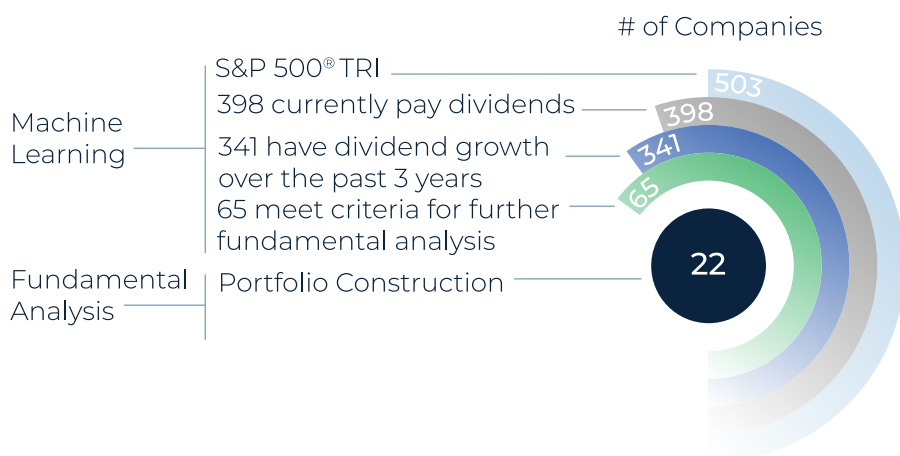 # of Companies
S&P 500® TRI
503
398 currently pay dividends
398
Machine
Learning
341 have dividend growth
over the past 3 years
341
65 meet criteria for further
fundamental analysis
65
Fundamental
Analysis
Portfolio Construction
22